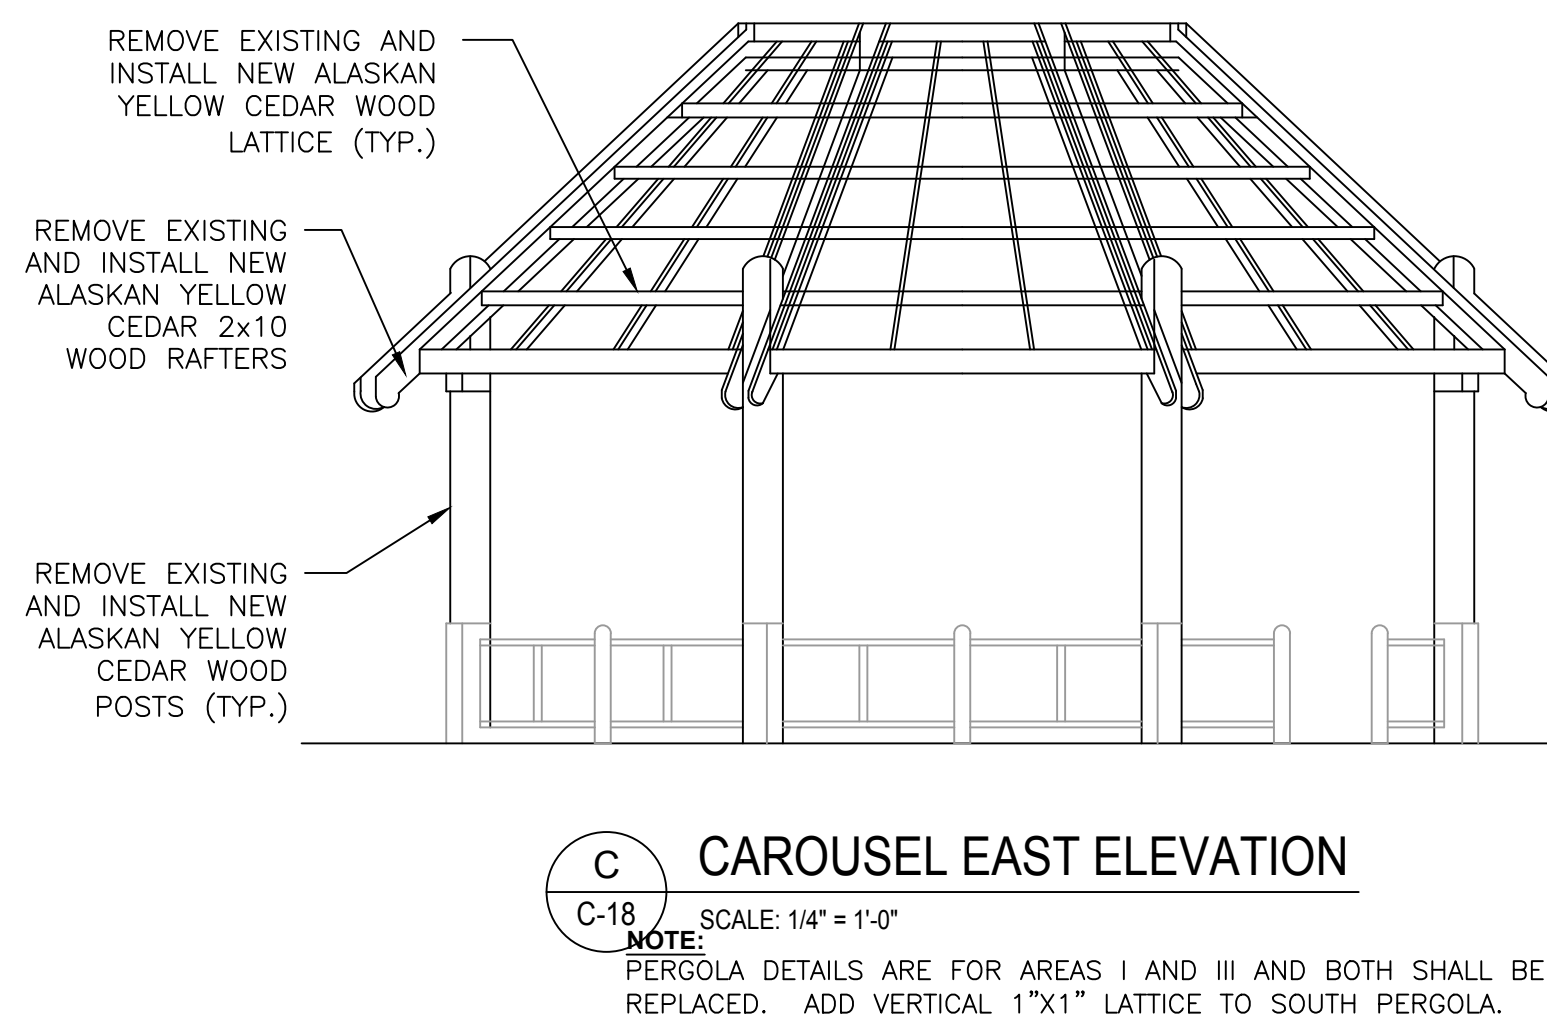 REMOVE EXISTING AND
INSTALL NEW ALASKAN
YELLOW CEDAR WOOD
LATTICE (TYP.)
REMOVE EXISTING
AND INSTALL NEW
ALASKAN YELLOW
CEDAR 2x10
WOOD RAFTERS
REMOVE EXISTING
AND INSTALL NEW
ALASKAN YELLOW
CEDAR WOOD
POSTS (TYP.)
C
C-18
CAROUSEL EAST ELEVATION
SCALE: 1/4" = 1'-0"
NOTE:
PERGOLA DETAILS ARE FOR AREAS I AND III AND BOTH SHALL BE
REPLACED. ADD VERTICAL 1”X1” LATTICE TO SOUTH PERGOLA.